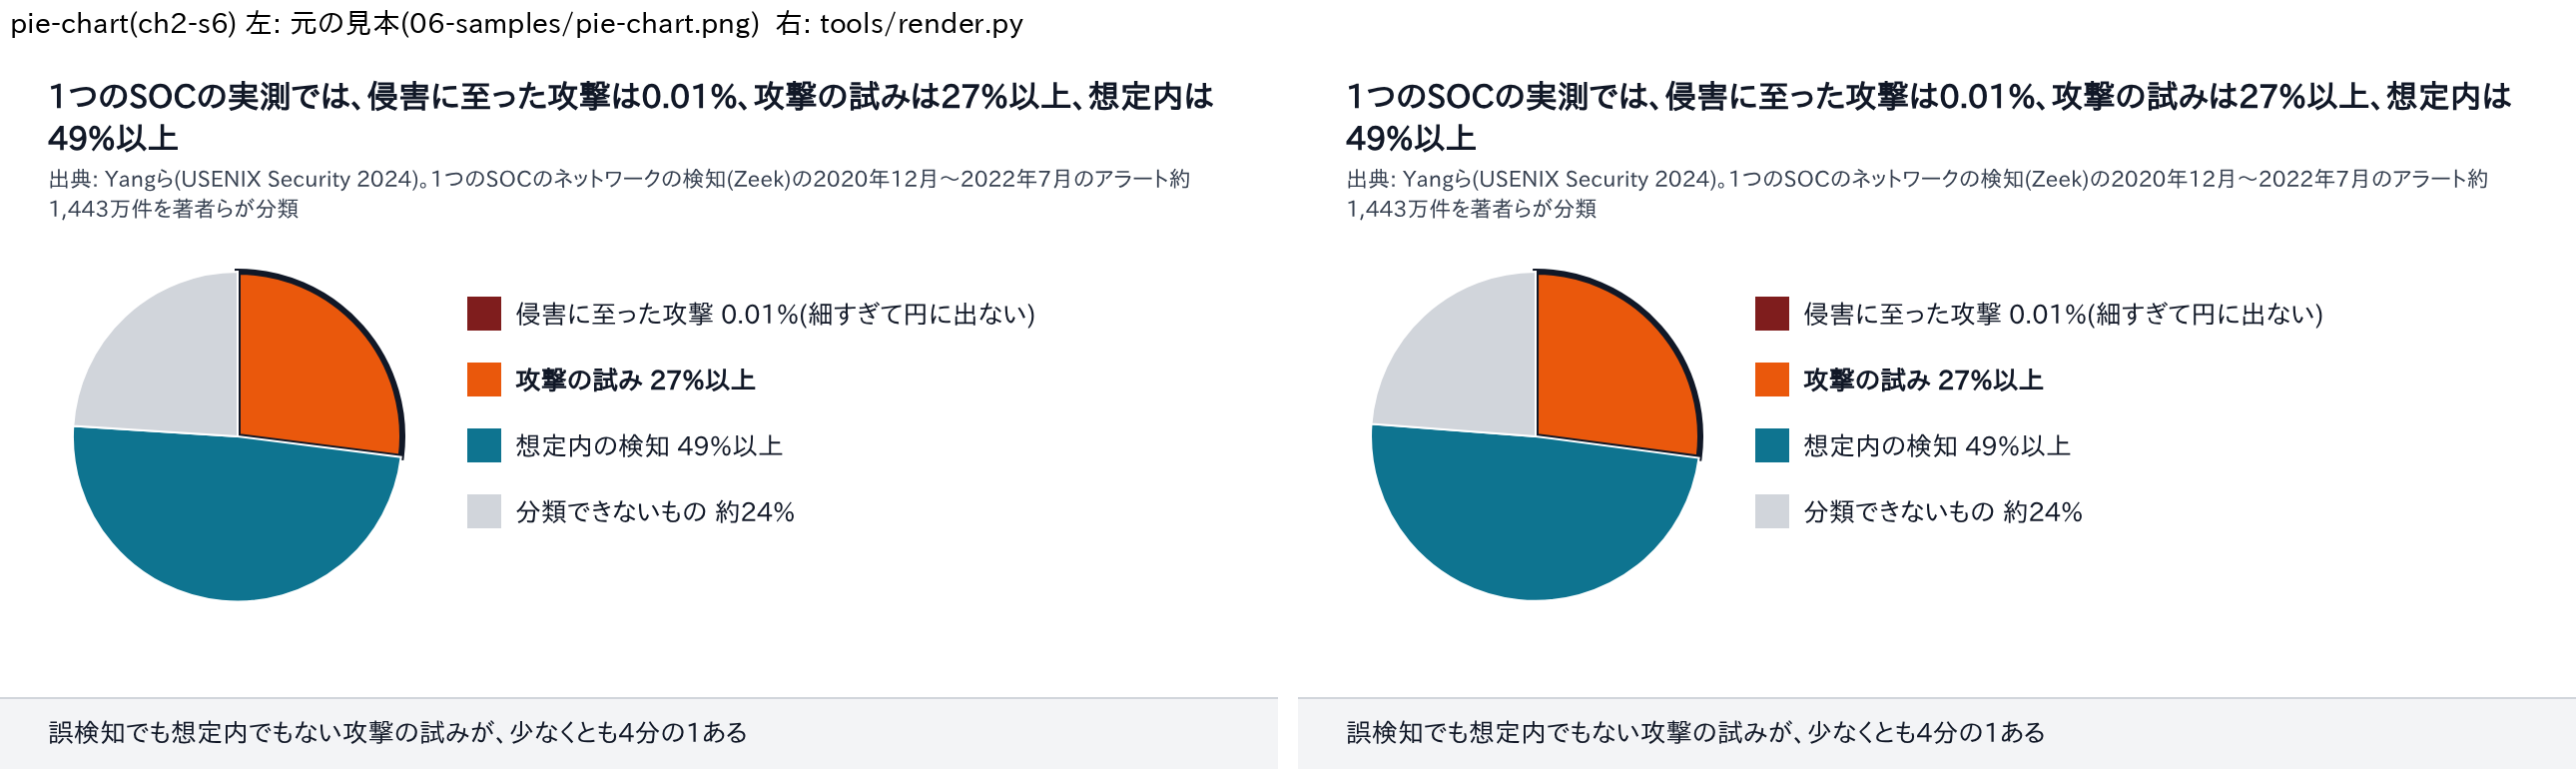 pie-chart(ch2-s6) 左: 元の見本(06-samples/pie-chart.png)  右: tools/render.py
1つのSOCの実測では、侵害に至った攻撃は0.01%、攻撃の試みは27%以上、想定内は
49%以上
出典: Yangら(USENIX Security 2024)。1つのSOCのネットワークの検知(Zeek)の2020年12月～2022年7月のアラート約
1,443万件を著者らが分類
侵害に至った攻撃 0.01%(細すぎて円に出ない)
攻撃の試み 27%以上
想定内の検知 49%以上
分類できないもの 約24%
誤検知でも想定内でもない攻撃の試みが、少なくとも4分の1ある
1つのSOCの実測では、侵害に至った攻撃は0.01%、攻撃の試みは27%以上、想定内は
49%以上
出典: Yangら(USENIX Security 2024)。1つのSOCのネットワークの検知(Zeek)の2020年12月～2022年7月のアラート約
1,443万件を著者らが分類
侵害に至った攻撃 0.01%(細すぎて円に出ない)
攻撃の試み 27%以上
想定内の検知 49%以上
分類できないもの 約24%
誤検知でも想定内でもない攻撃の試みが、少なくとも4分の1ある